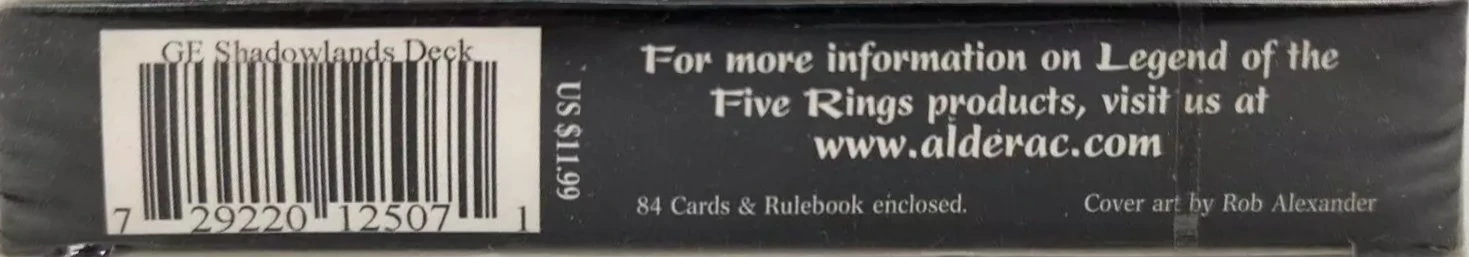 GE Shadowlands Deck
7 29220 12507 1
US $11.99
For more information on Legend of the
Five Rings products, visit us at
www.alderac.com
84 Cards & Rulebook enclosed.
Cover art by Rob Alexander